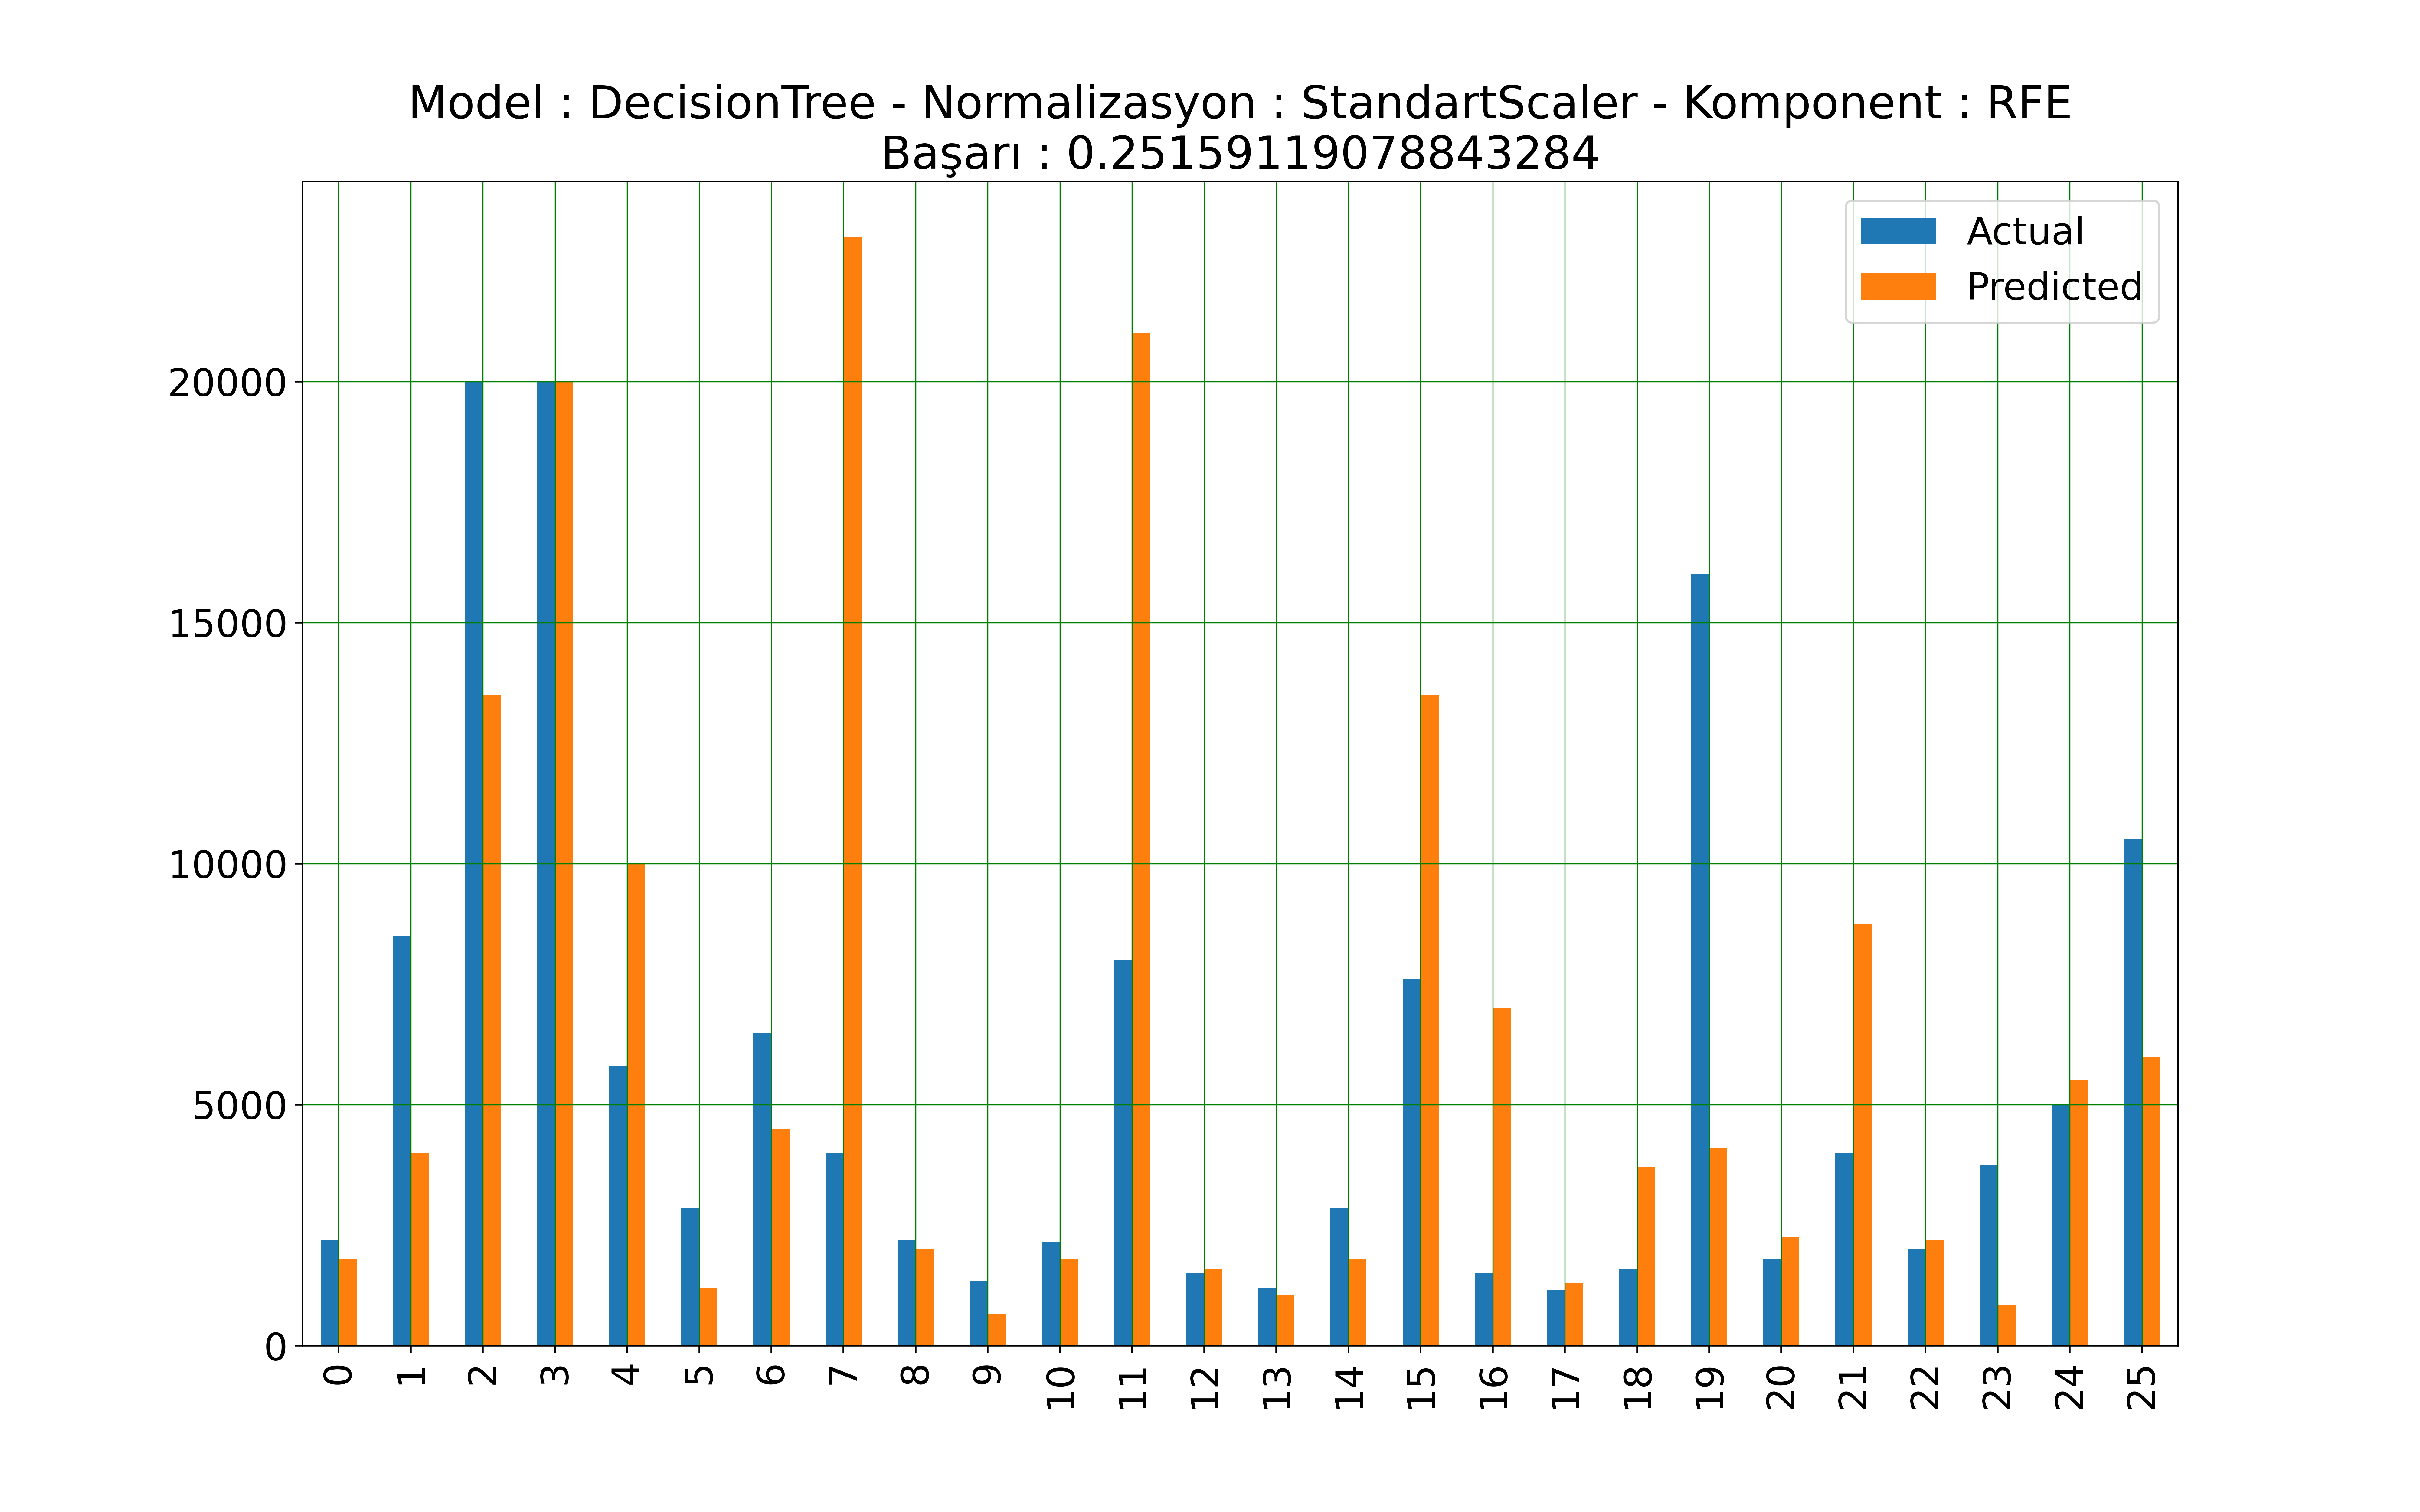 Model : DecisionTree - Normalizasyon : StandartScaler - Komponent : RFE
Başarı : 0.25159119078843284
Actual
Predicted
20000
15000
10000
5000
0
0 1 2 3 4 5 6 7 8 9 10 11 12 13 14 15 16 17 18 19 20 21 22 23 24 25